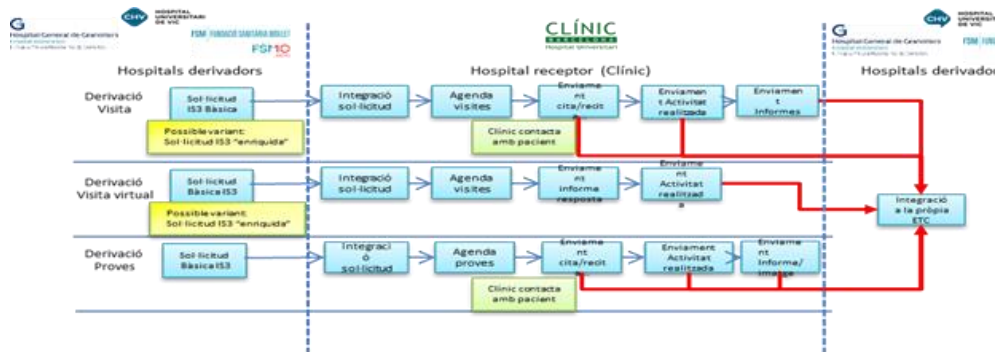 CHV
HOSPITAL
UNIVERSITARI
DE VIC
G
Hospital General de Granollers
FSM FUNDACIÓ SANITÀRIA MOLLET
CLÍNIC
BARCELONA
Hospital Universitari
CHV
HOSPITAL
UNIVERSITARI
DE VIC
G
Hospital General de Granollers
Hospitals derivadors
Hospital receptor (Clínic)
Hospitals derivador
Derivació
Visita
Sol·licitud
IS3 Bàsica
Possible variant:
Sol·licitud IS3 "enriquida"
Integració
sol·licitud
Agenda
visites
Enviame
nt
cita/recit
Clínic contacta
amb pacient
Enviamen
t Activitat
realitzada
Enviamen
t
Informes
Derivació
Visita virtual
Sol·licitud
Bàsica IS3
Possible variant:
Sol·licitud IS3 "enriquida"
Integració
sol·licitud
Agenda
visites
Enviame
nt
informe
resposta
Enviame
nt
Activitat
realitzad
a
Integració
a la pròpia
ETC
Derivació
Proves
Sol·licitud
Bàsica IS3
Integraci
ó
sol·licitud
Agenda
proves
Enviame
nt
cita/recit
Clínic contacta
amb pacient
Enviament
Activitat
realitzada
Enviame
nt
Informe/
imatge